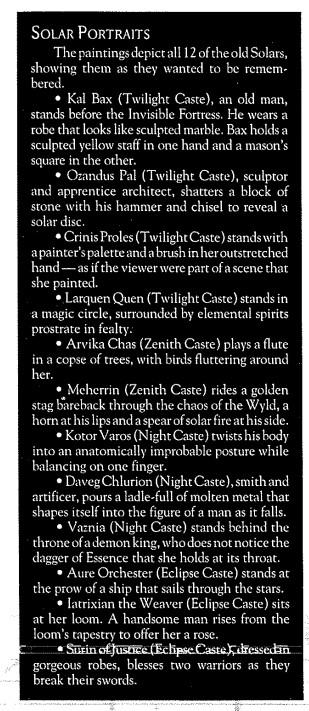 SOLAR PORTRAITS
The paintings depict all 12 of the old Solars,
showing them as they wanted to be remem-
bered.
• Kal Bax (Twilight Caste), an old man,
stands before the Invisible Fortress. He wears a
robe that looks like sculpted marble. Bax holds a
sculpted yellow staff in one hand and a mason's
square in the other.
• Ozandus Pal (Twilight Caste), sculptor
and apprentice architect, shatters a block of
stone with his hammer and chisel to reveal a
solar disc.
• Crinis Proles (Twilight Caste) stands with
a painter's palette and a brush in her outstretched
hand — as if the viewer were part of a scene that
she painted.
• Larquen Quen (Twilight Caste) stands in
a magic circle, surrounded by elemental spirits
prostrate in fealty.
• Arvika Chas (Zenith Caste) plays a flute
in a copse of trees, with birds fluttering around
her.
• Meherrin (Zenith Caste) rides a golden
stag bareback through the chaos of the Wyld, a
horn at his lips and a spear of solar fire at his side.
• Kotor Varos (Night Caste) twists his body
into an anatomically improbable posture while
balancing on one finger.
• Daveg Chlurion (Night Caste), smith and
artificer, pours a ladle-full of molten metal that
shapes itself into the figure of a man as it falls.
• Vaznia (Night Caste) stands behind the
throne of a demon king, who does not notice the
dagger of Essence that she holds at its throat.
• Aure Orchester (Eclipse Caste) stands at
the prow of a ship that sails through the stars.
• Iatrixian the Weaver (Eclipse Caste) sits
at her loom. A handsome man rises from the
loom's tapestry to offer her a rose.
• Surin of Justice (Eclipse Caste), dressed in
gorgeous robes, blesses two warriors as they
break their swords.